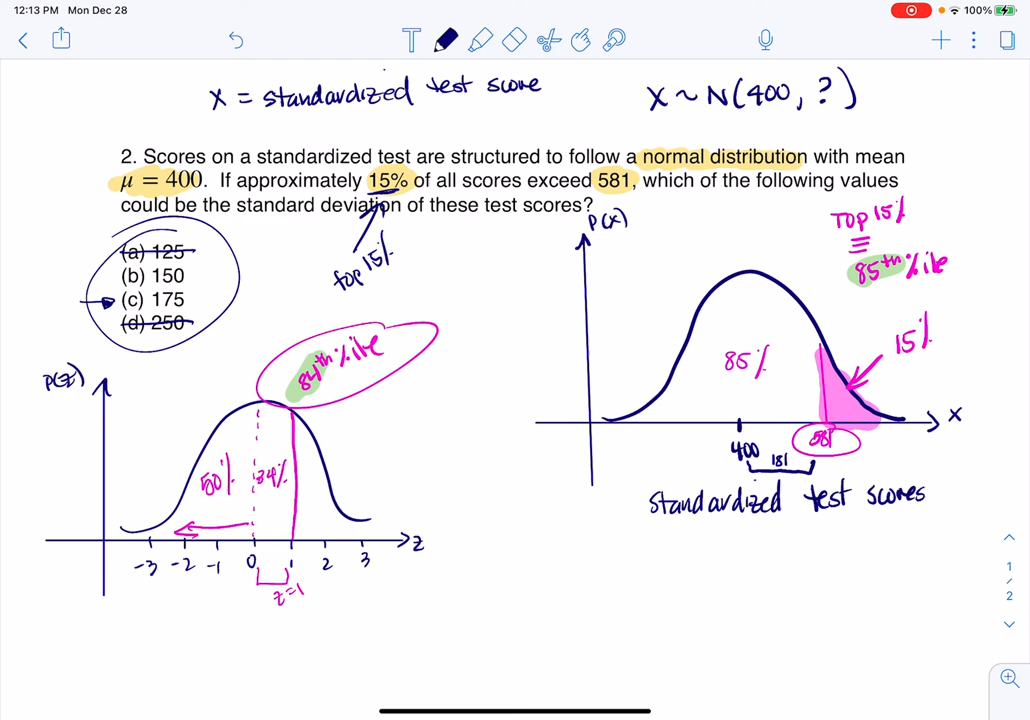 12:13 PM Mon Dec 28
100%
T
X = standardized test score
X ~ N(400, ?)
2. Scores on a standardized test are structured to follow a normal distribution with mean
μ = 400. If approximately 15% of all scores exceed 581, which of the following values
could be the standard deviation of these test scores?
(a) 125
(b) 150
(c) 175
(d) 250
top 15%
P(x)
TOP 15%
≡
85th %ile
85%
15%
581
X
400
181
standardized test scores
P(z)
84th %ile
50%
34%
-3 -2 -1 0 1 2 3
z
z=1
1
/
2